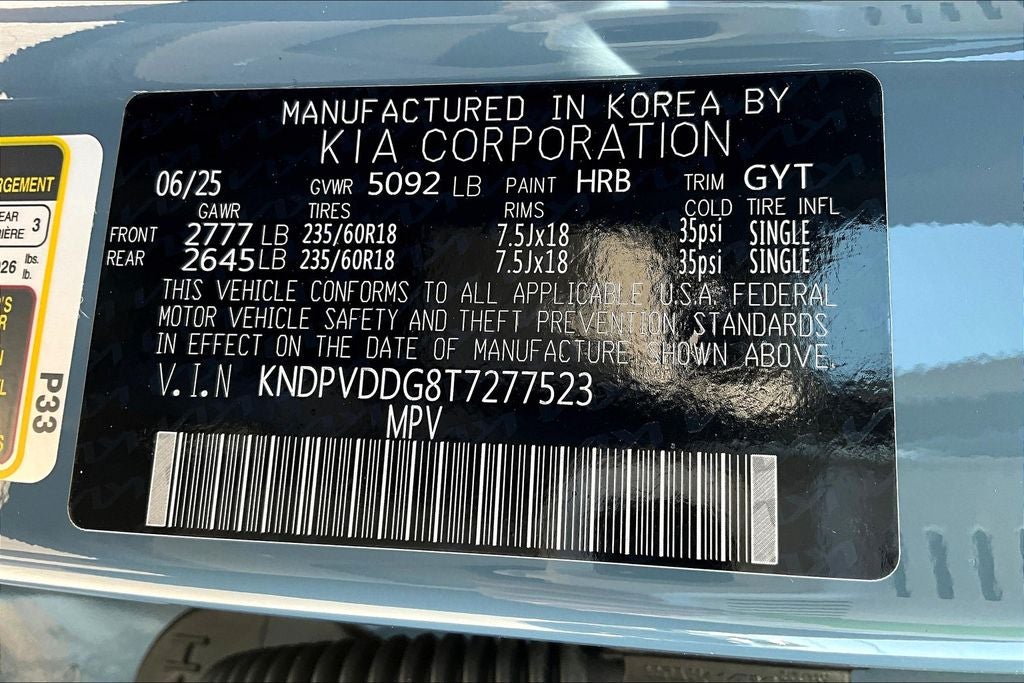 MANUFACTURED IN KOREA BY
KIA CORPORATION
06/25 GVWR 5092 LB PAINT HRB TRIM GYT
GAWR TIRES RIMS COLD TIRE INFL
FRONT 2777 LB 235/60R18 7.5Jx18 35psi SINGLE
REAR 2645 LB 235/60R18 7.5Jx18 35psi SINGLE
THIS VEHICLE CONFORMS TO ALL APPLICABLE U.S.A. FEDERAL
MOTOR VEHICLE SAFETY AND THEFT PREVENTION STANDARDS
IN EFFECT ON THE DATE OF MANUFACTURE SHOWN ABOVE.
V.I.N KNDPVDDG8T7277523
MPV
3
lbs.
lb.
P33